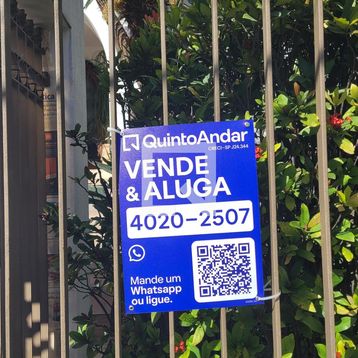 QuintoAndar
CRECI-SP J24.344
VENDE
& ALUGA
4020-2507
Mande um
Whatsapp
ou ligue.